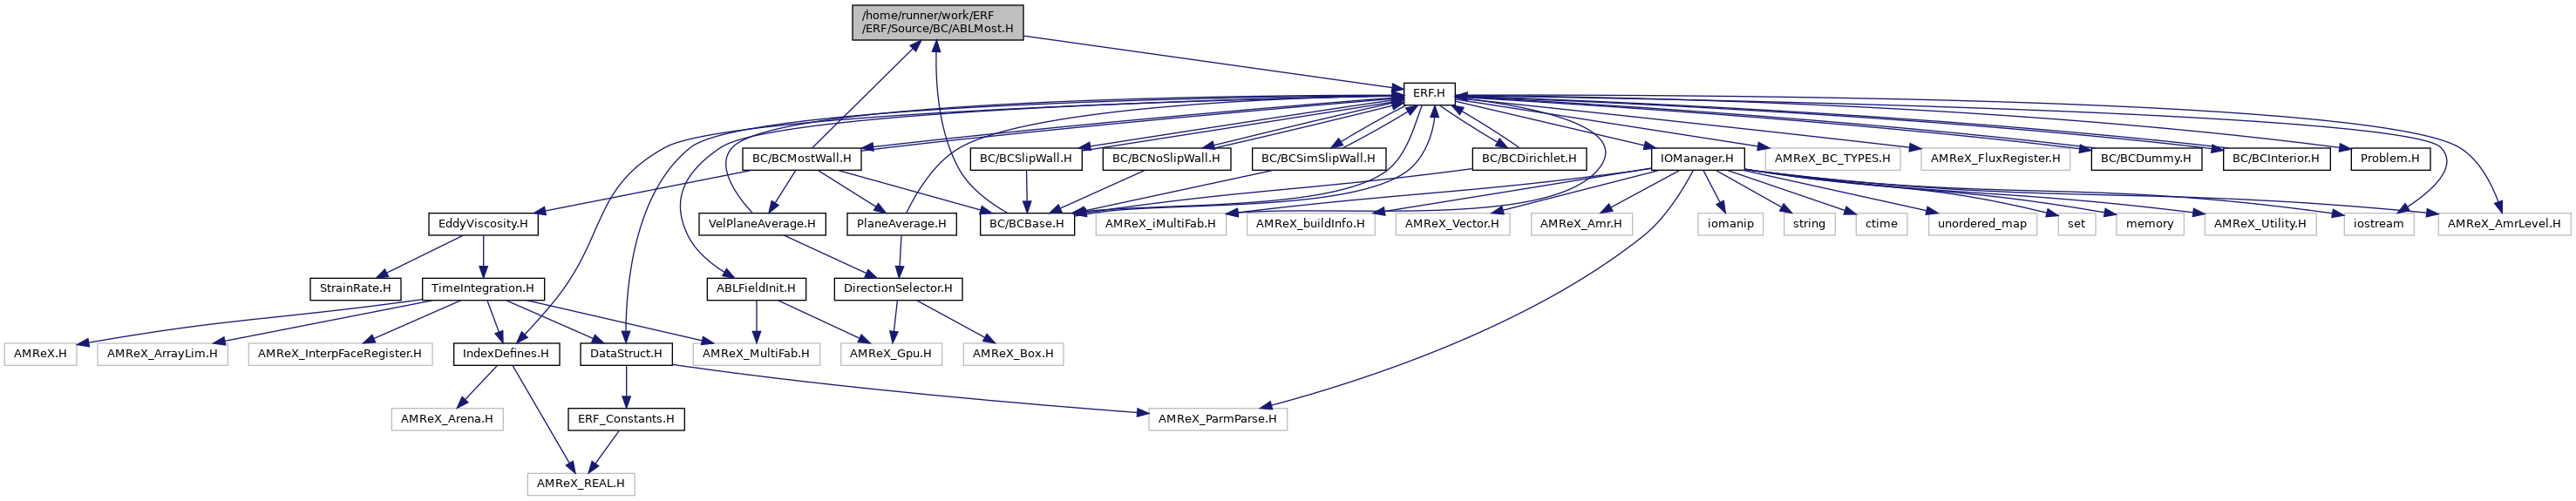 /home/runner/work/ERF
/ERF/Source/BC/ABLMost.H
ERF.H
BC/BCMostWall.H
BC/BCSlipWall.H
BC/BCNoSlipWall.H
BC/BCSimSlipWall.H
BC/BCDirichlet.H
IOManager.H
AMReX_BC_TYPES.H
AMReX_FluxRegister.H
BC/BCDummy.H
BC/BCInterior.H
Problem.H
EddyViscosity.H
VelPlaneAverage.H
PlaneAverage.H
BC/BCBase.H
AMReX_iMultiFab.H
AMReX_buildInfo.H
AMReX_Vector.H
AMReX_Amr.H
iomanip
string
ctime
unordered_map
set
memory
AMReX_Utility.H
iostream
AMReX_AmrLevel.H
StrainRate.H
TimeIntegration.H
ABLFieldInit.H
DirectionSelector.H
AMReX.H
AMReX_ArrayLim.H
AMReX_InterpFaceRegister.H
IndexDefines.H
DataStruct.H
AMReX_MultiFab.H
AMReX_Gpu.H
AMReX_Box.H
AMReX_Arena.H
ERF_Constants.H
AMReX_ParmParse.H
AMReX_REAL.H